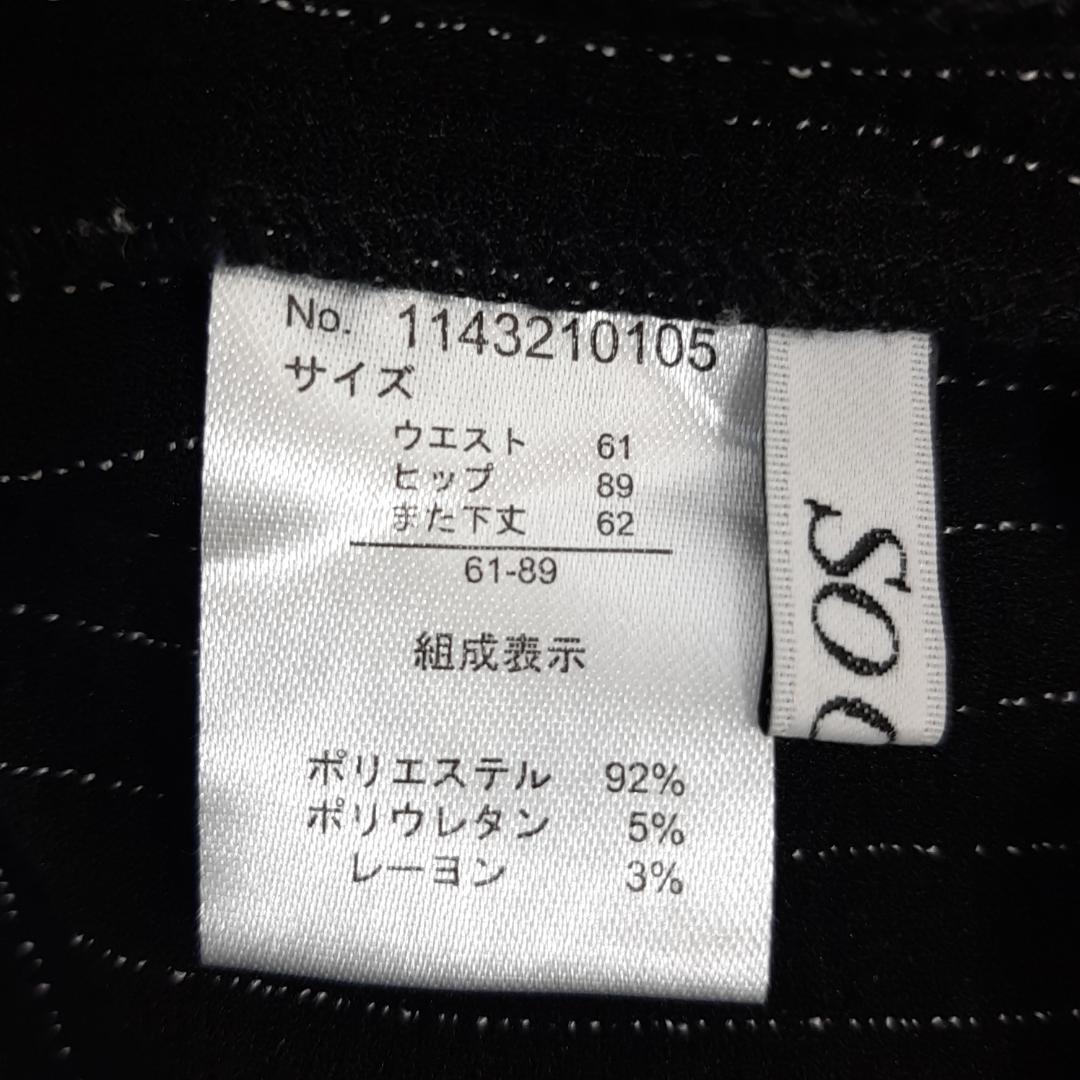 No. 1143210105
サイズ
ウエスト 61
ヒップ 89
また下丈 62
61-89
組成表示
ポリエステル 92%
ポリウレタン 5%
レーヨン 3%
SO